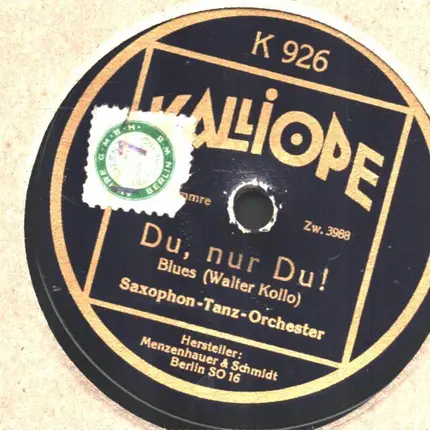 K 926
KALLIOPE
Zw. 3988
Du, nur Du!
Blues (Walter Kollo)
Saxophon-Tanz-Orchester
Hersteller:
Menzenhauer & Schmidt
Berlin SO 16
G·M·B·H·
BERLIN